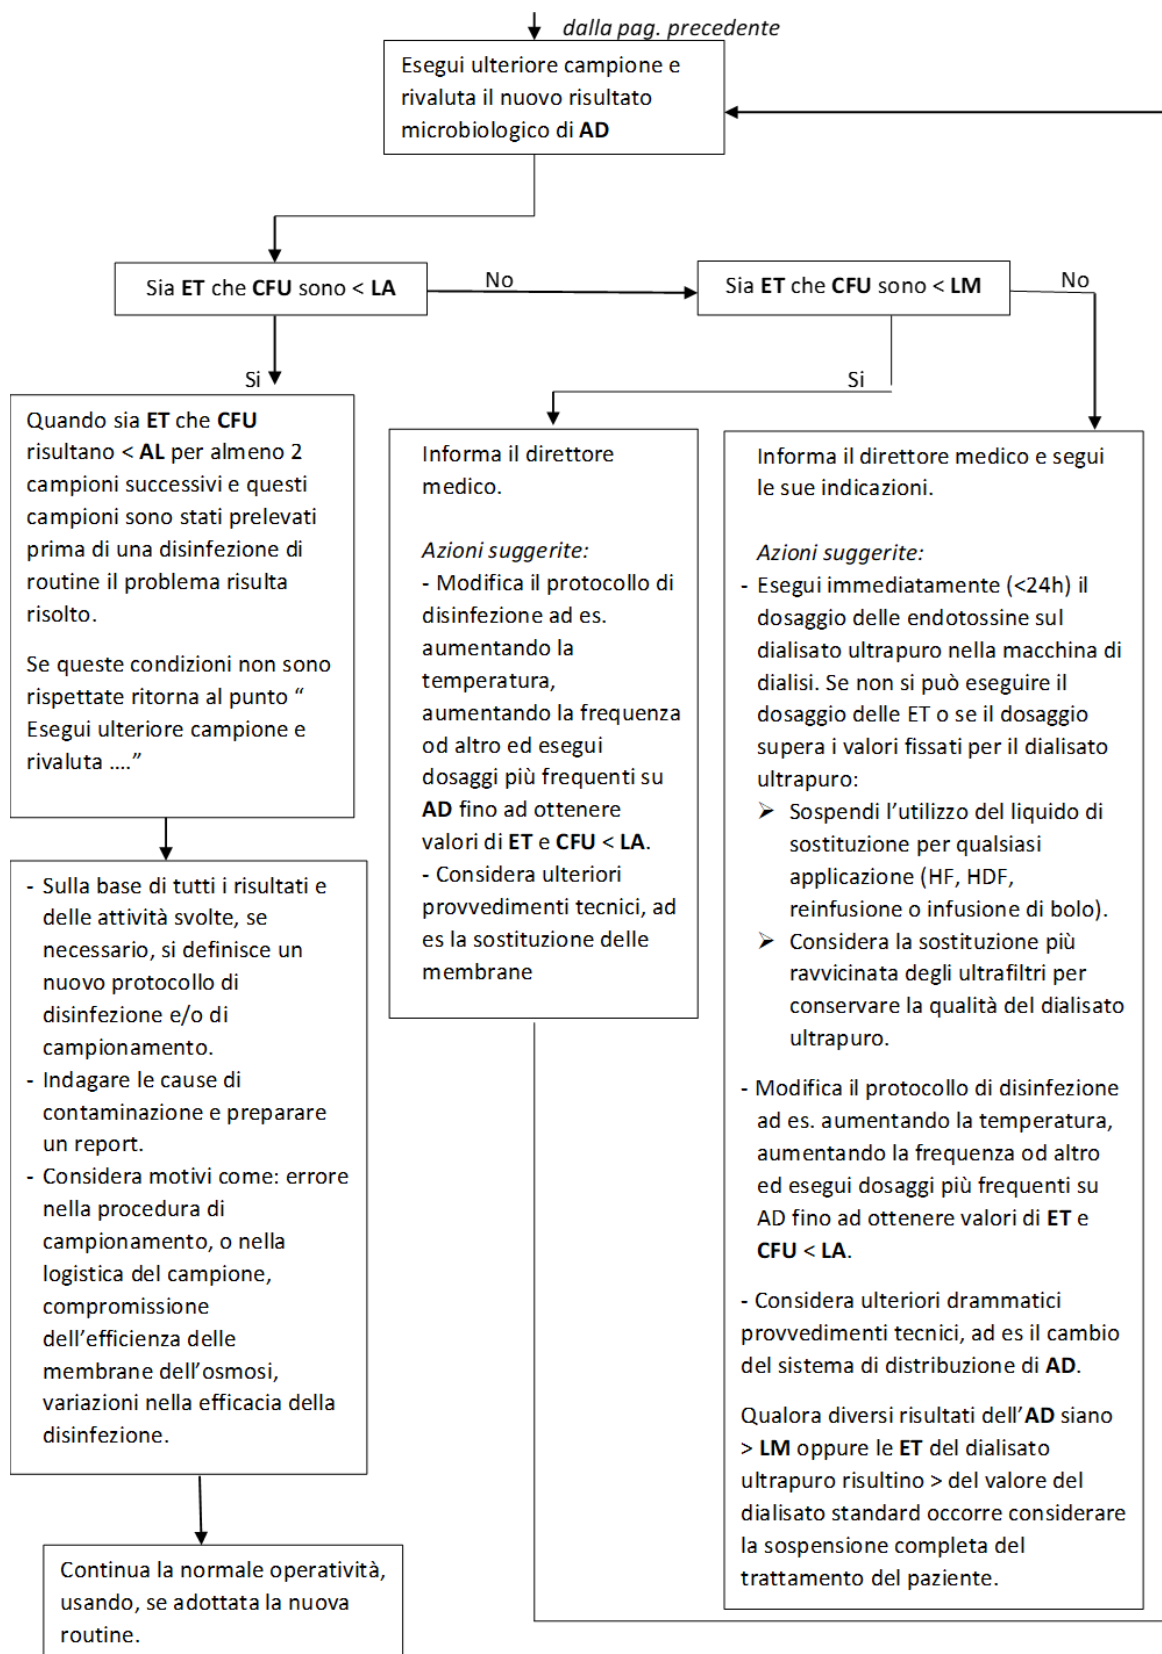 dalla pag. precedente
Esegui ulteriore campione e
rivaluta il nuovo risultato
microbiologico di AD
Sia ET che CFU sono < LA
No
Sia ET che CFU sono < LM
No
Si
Si
Quando sia ET che CFU
risultano < AL per almeno 2
campioni successivi e questi
campioni sono stati prelevati
prima di una disinfezione di
routine il problema risulta
risolto.
Se queste condizioni non sono
rispettate ritorna al punto “
Esegui ulteriore campione e
rivaluta ....”
- Sulla base di tutti i risultati e
delle attività svolte, se
necessario, si definisce un
nuovo protocollo di
disinfezione e/o di
campionamento.
- Indagare le cause di
contaminazione e preparare
un report.
- Considera motivi come: errore
nella procedura di
campionamento, o nella
logistica del campione,
compromissione
dell’efficienza delle
membrane dell’osmosi,
variazioni nella efficacia della
disinfezione.
Continua la normale operatività,
usando, se adottata la nuova
routine.
Informa il direttore
medico.
Azioni suggerite:
- Modifica il protocollo di
disinfezione ad es.
aumentando la
temperatura,
aumentando la frequenza
od altro ed esegui
dosaggi più frequenti su
AD fino ad ottenere
valori di ET e CFU < LA.
- Considera ulteriori
provvedimenti tecnici, ad
es la sostituzione delle
membrane
Informa il direttore medico e segui
le sue indicazioni.
Azioni suggerite:
- Esegui immediatamente (<24h) il
dosaggio delle endotossine sul
dialisato ultrapuro nella macchina di
dialisi. Se non si può eseguire il
dosaggio delle ET o se il dosaggio
supera i valori fissati per il dialisato
ultrapuro:
➢ Sospendi l’utilizzo del liquido di
sostituzione per qualsiasi
applicazione (HF, HDF,
reinfusione o infusione di bolo).
➢ Considera la sostituzione più
ravvicinata degli ultrafiltri per
conservare la qualità del dialisato
ultrapuro.
- Modifica il protocollo di disinfezione
ad es. aumentando la temperatura,
aumentando la frequenza od altro
ed esegui dosaggi più frequenti su
AD fino ad ottenere valori di ET e
CFU < LA.
- Considera ulteriori drammatici
provvedimenti tecnici, ad es il cambio
del sistema di distribuzione di AD.
Qualora diversi risultati dell’AD siano
> LM oppure le ET del dialisato
ultrapuro risultino > del valore del
dialisato standard occorre considerare
la sospensione completa del
trattamento del paziente.